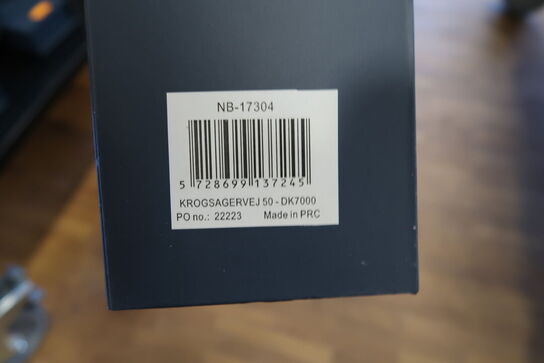 NB-17304
5 728699 137245
KROGSAGERVEJ 50 - DK7000
PO no.: 22223 Made in PRC